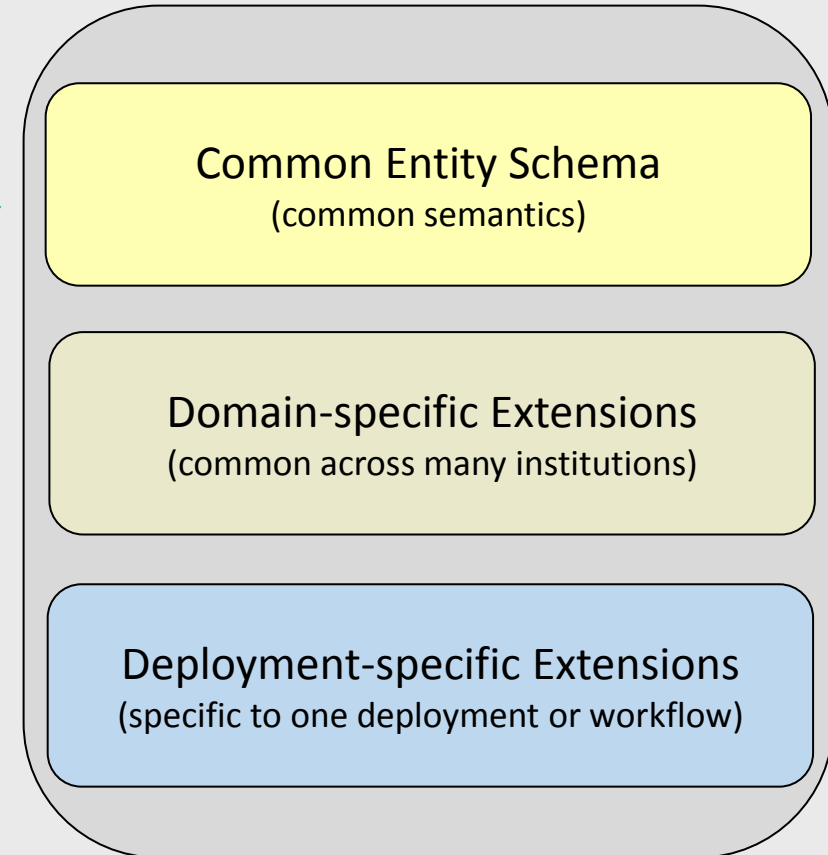 Common Entity Schema
(common semantics)
Domain-specific Extensions
(common across many institutions)
Deployment-specific Extensions
(specific to one deployment or workflow)